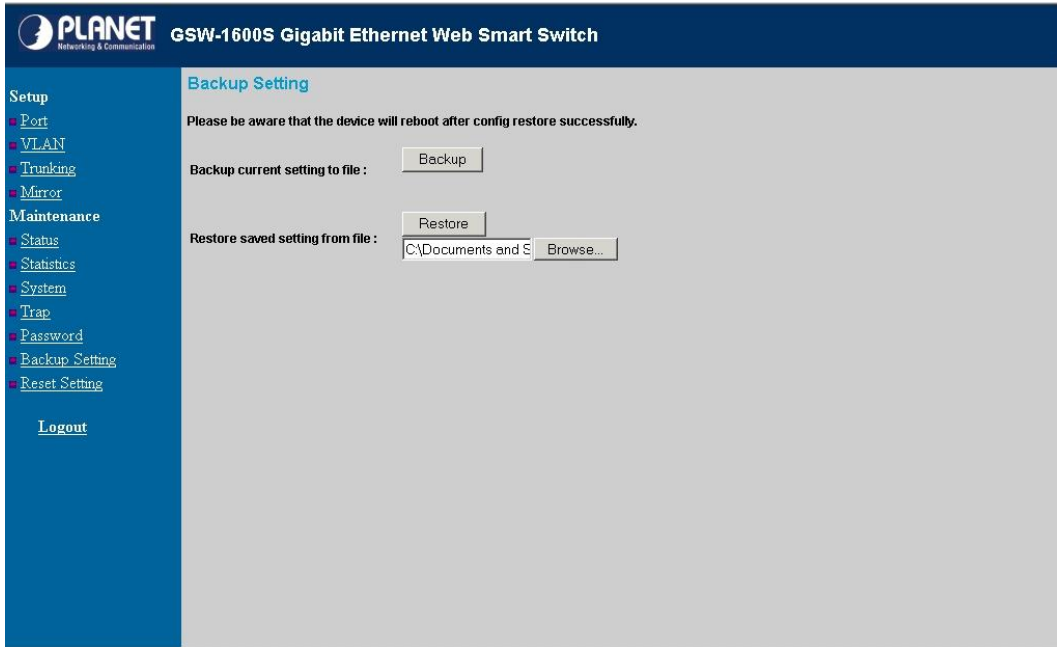 PLANET
Networking & Communication
GSW-1600S Gigabit Ethernet Web Smart Switch
Setup
Port
VLAN
Trunking
Mirror
Maintenance
Status
Statistics
System
Trap
Password
Backup Setting
Reset Setting
Logout
Backup Setting
Please be aware that the device will reboot after config restore successfully.
Backup current setting to file :
Backup
Restore saved setting from file :
Restore
C:\Documents and S
Browse...